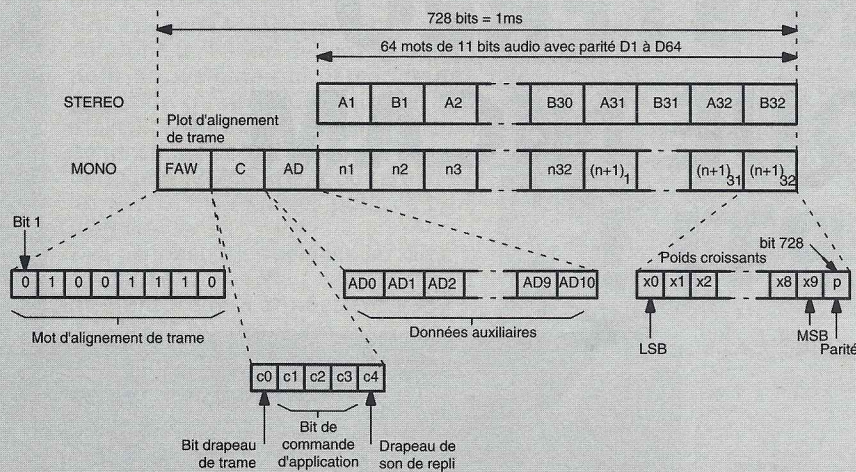 728 bits = 1ms
64 mots de 11 bits audio avec parité D1 à D64
STEREO
A1 B1 A2 B30 A31 B31 A32 B32
Plot d'alignement
de trame
MONO
FAW C AD n1 n2 n3 n32 (n+1)1 (n+1)31 (n+1)32
Bit 1
bit 728
Poids croissants
0 1 0 0 1 1 1 0
AD0 AD1 AD2 AD9 AD10
x0 x1 x2 x8 x9 p
Mot d'alignement de trame
Données auxiliaires
LSB
MSB
Parité
c0 c1 c2 c3 c4
Bit drapeau
de trame
Bit de
commande
d'application
Drapeau de
son de repli